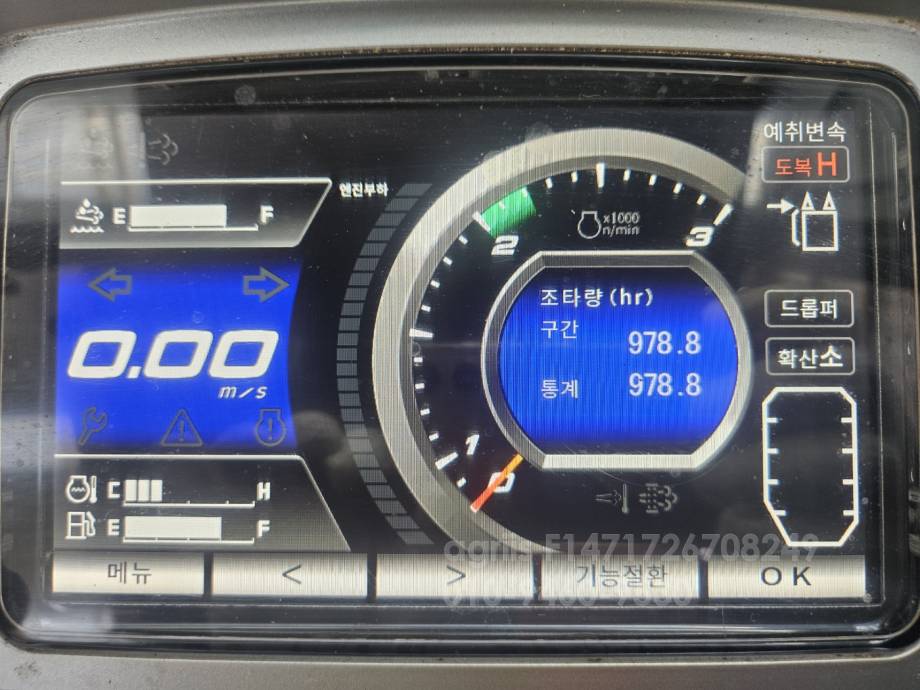 예취변속
도복 H
엔진부하
E F
x1000
n/min
2
3
조타량(hr)
구간
978.8
통계
978.8
드롭퍼
확산소
0.00
m/s
1
0
C H
E F
메뉴
<
>
기능절환
OK